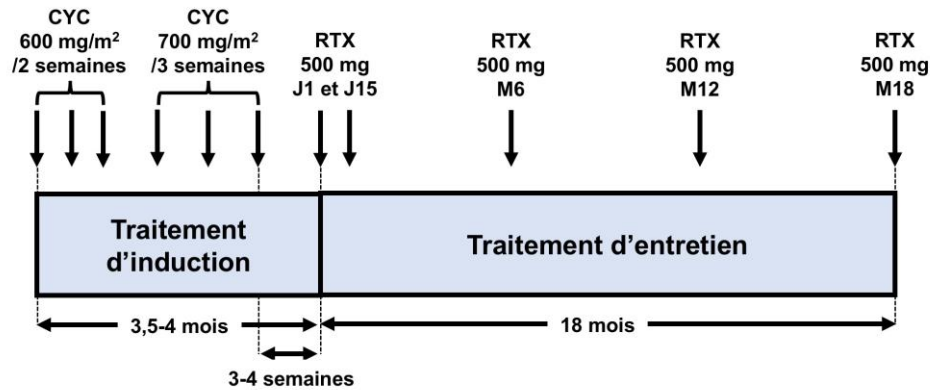 CYC
600 mg/m²
/2 semaines
CYC
700 mg/m²
/3 semaines
RTX
500 mg
J1 et J15
RTX
500 mg
M6
RTX
500 mg
M12
RTX
500 mg
M18
Traitement
d'induction
Traitement d'entretien
3,5-4 mois
18 mois
3-4 semaines